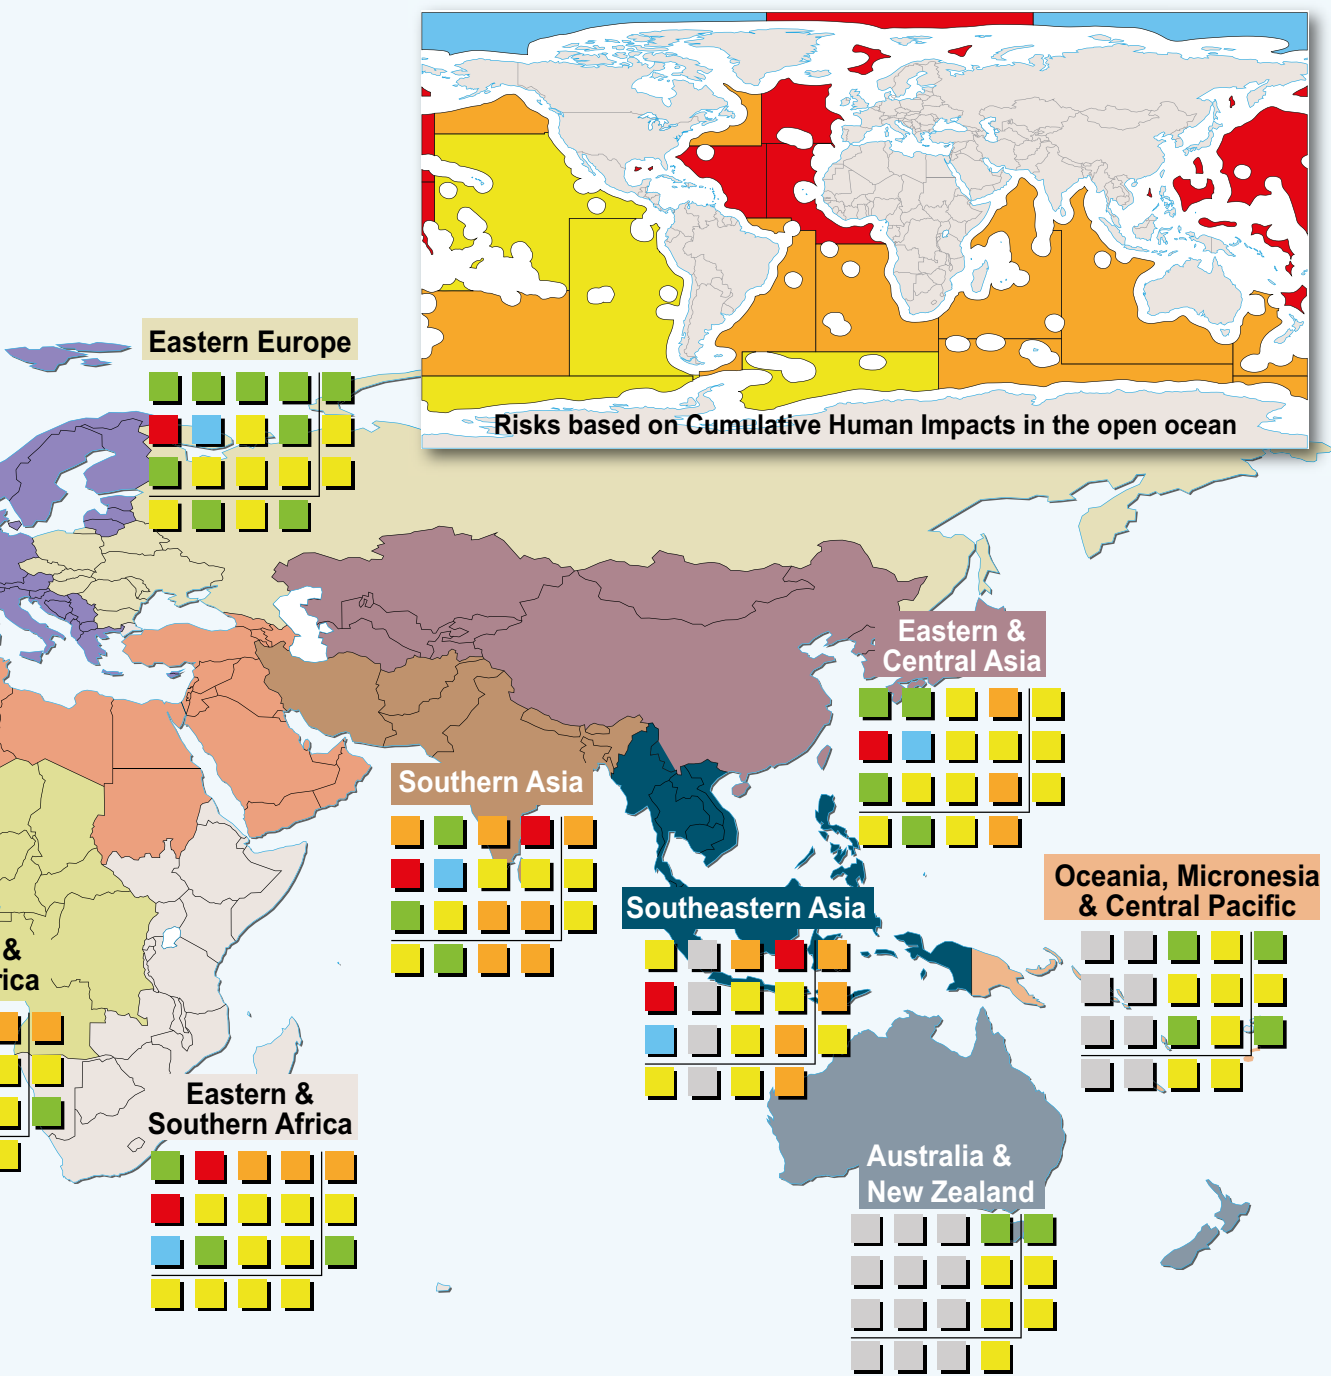 Risks based on Cumulative Human Impacts in the open ocean
Eastern Europe
Eastern &
Central Asia
Southern Asia
Oceania, Micronesia
& Central Pacific
Southeastern Asia
&
rica
Eastern &
Southern Africa
Australia &
New Zealand